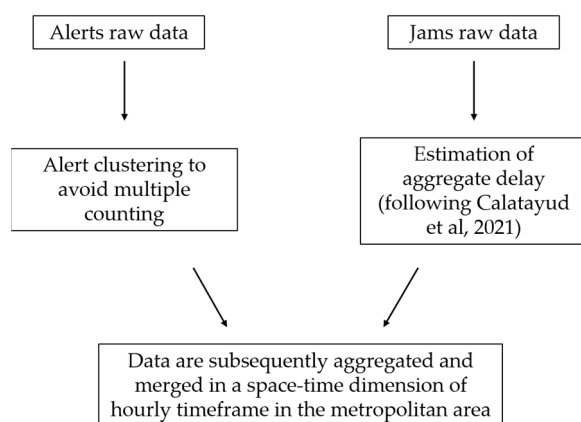 Alerts raw data
Jams raw data
Alert clustering to
avoid multiple
counting
Estimation of
aggregate delay
(following Calatayud
et al, 2021)
Data are subsequently aggregated and
merged in a space-time dimension of
hourly timeframe in the metropolitan area